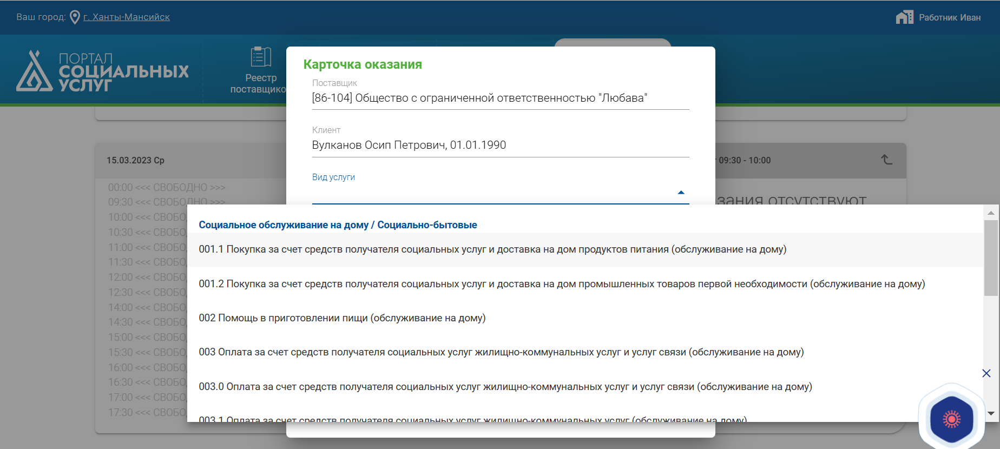 Ваш город: г. Ханты-Мансийск
Работник Иван
ПОРТАЛ
СОЦИАЛЬНЫХ
УСЛУГ
Реестр
поставщико
Карточка оказания
Поставщик
[86-104] Общество с ограниченной ответственностью "Любава"
Клиент
Вулканов Осип Петрович, 01.01.1990
Вид услуги
15.03.2023 Ср
09:30 - 10:00
00:00 <<< СВОБОДНО >>>
09:30 <<< СВОБОДНО >>>
10:00 <<< СВОБО
10:30 <<< СВОБО
11:00 <<< СВОБО
11:30 <<< СВОБО
12:00 <<< СВОБО
12:30 <<< СВОБО
14:00 <<< СВОБО
14:30 <<< СВОБО
15:00 <<< СВОБО
15:30 <<< СВОБО
16:00 <<< СВОБО
16:30 <<< СВОБО
17:00 <<< СВОБО
17:30 <<< СВОБО
зания отсутствуют
Социальное обслуживание на дому / Социально-бытовые
001.1 Покупка за счет средств получателя социальных услуг и доставка на дом продуктов питания (обслуживание на дому)
001.2 Покупка за счет средств получателя социальных услуг и доставка на дом промышленных товаров первой необходимости (обслуживание на дому)
002 Помощь в приготовлении пищи (обслуживание на дому)
003 Оплата за счет средств получателя социальных услуг жилищно-коммунальных услуг и услуг связи (обслуживание на дому)
003.0 Оплата за счет средств получателя социальных услуг жилищно-коммунальных услуг и услуг связи (обслуживание на дому)
003.1 Оплата за счет средств получателя социальных услуг жилищно-коммунальных услуг (обслуживание на дому)